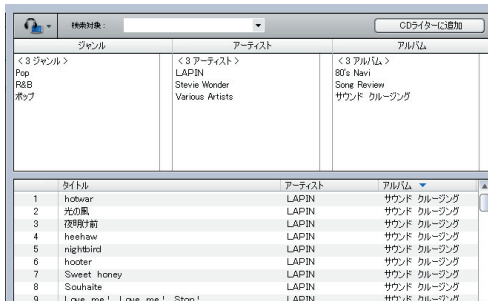 検索対象：
CDライターに追加
ジャンル アーティスト アルバム
< 3 ジャンル > < 3 アーティスト > < 3 アルバム >
Pop LAPIN 80's Navi
R&B Stevie Wonder Song Review
ポップ Various Artists サウンド クルージング
タイトル アーティスト アルバム
1 hotwar LAPIN サウンド クルージング
2 光の風 LAPIN サウンド クルージング
3 夜明け前 LAPIN サウンド クルージング
4 heehaw LAPIN サウンド クルージング
5 nightbird LAPIN サウンド クルージング
6 hooter LAPIN サウンド クルージング
7 Sweet honey LAPIN サウンド クルージング
8 Souhaite LAPIN サウンド クルージング
9 Love me! Love me! Stop! LAPIN サウンド クルージング